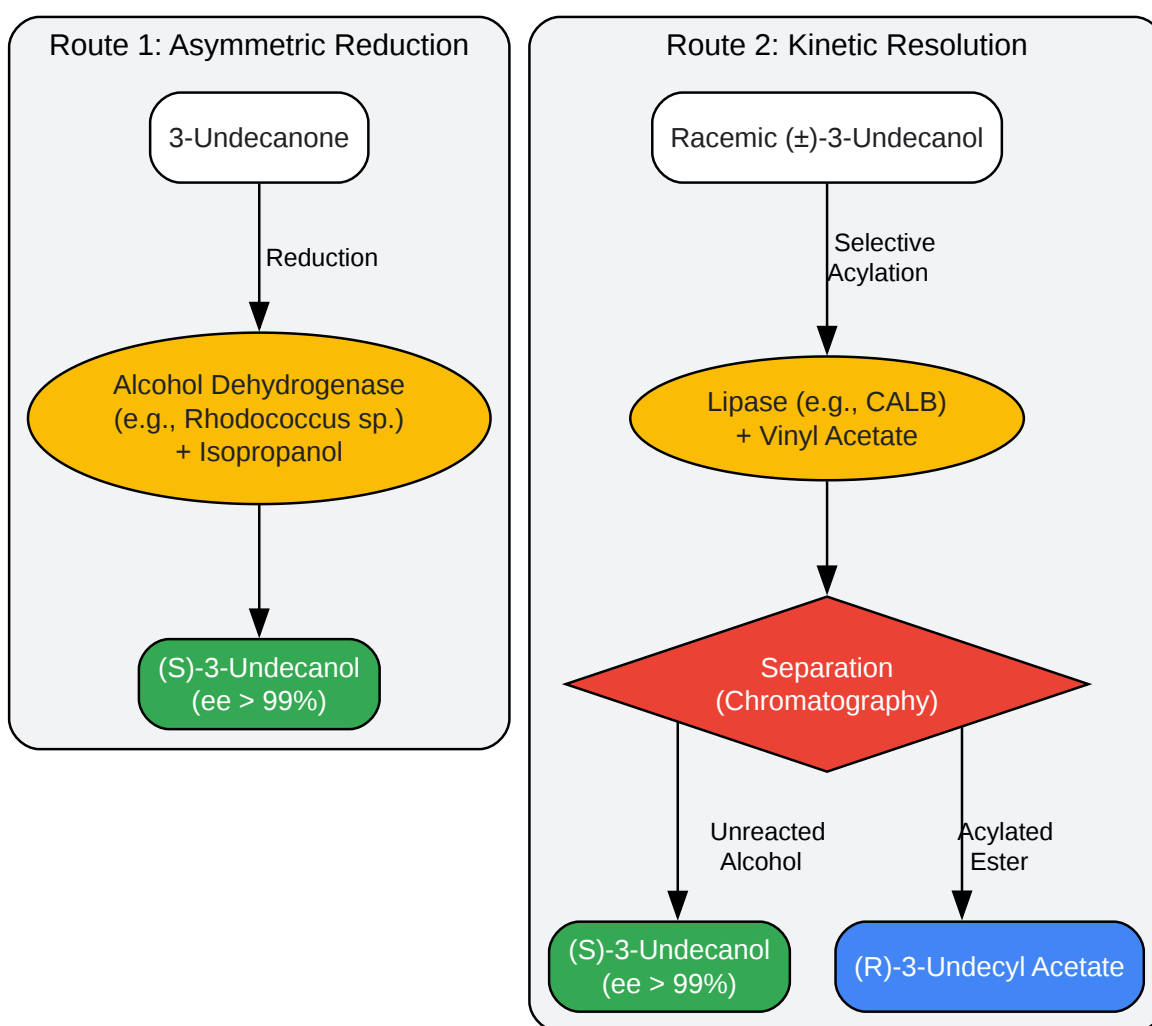 Route 1: Asymmetric Reduction
3-Undecanone
Reduction
Alcohol Dehydrogenase
(e.g., Rhodococcus sp.)
+ Isopropanol
(S)-3-Undecanol
(ee > 99%)
Route 2: Kinetic Resolution
Racemic (±)-3-Undecanol
Selective
Acylation
Lipase (e.g., CALB)
+ Vinyl Acetate
Separation
(Chromatography)
Unreacted
Alcohol
Acylated
Ester
(S)-3-Undecanol
(ee > 99%)
(R)-3-Undecyl Acetate